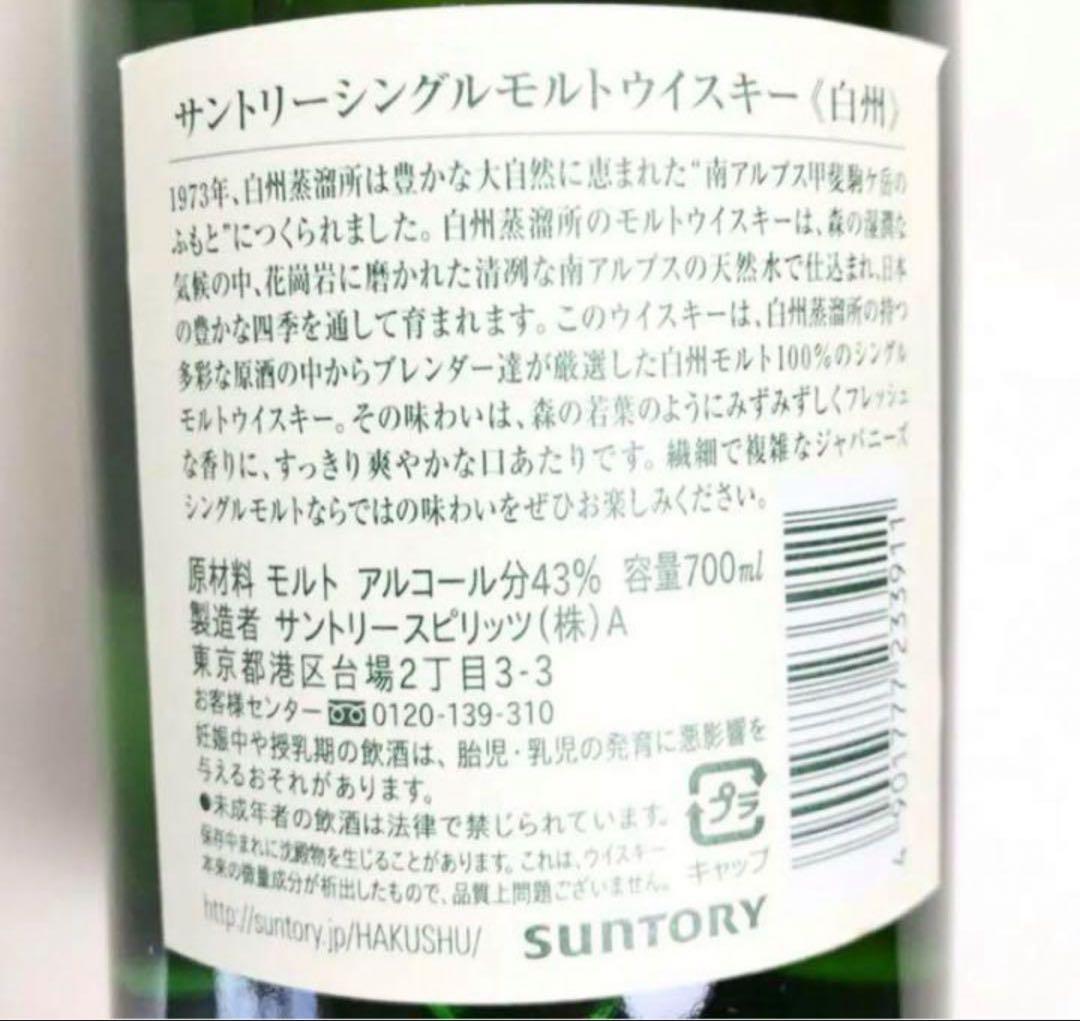 サントリーシングルモルトウイスキー《白州》
1973年、白州蒸溜所は豊かな大自然に恵まれた“南アルプス甲斐駒ケ岳の
ふもと”につくられました。白州蒸溜所のモルトウイスキーは、森の湿潤な
気候の中、花崗岩に磨かれた清冽な南アルプスの天然水で仕込まれ、日本
の豊かな四季を通して育まれます。このウイスキーは、白州蒸溜所の持つ
多彩な原酒の中からブレンダー達が厳選した白州モルト100%のシングル
モルトウイスキー。その味わいは、森の若葉のようにみずみずしくフレッシュ
な香りに、すっきり爽やかな口あたりです。繊細で複雑なジャパニーズ
シングルモルトならではの味わいをぜひお楽しみください。
原材料 モルト アルコール分43% 容量700ml
製造者 サントリースピリッツ(株)A
東京都港区台場2丁目3-3
お客様センター 0120-139-310
妊娠中や授乳期の飲酒は、胎児・乳児の発育に悪影響を
与えるおそれがあります。
●未成年者の飲酒は法律で禁じられています。
保存中まれに沈殿物を生じることがあります。これは、ウイスキー
本来の微量成分が析出したもので、品質上問題ございません。
プラ
キャップ
http://suntory.jp/HAKUSHU/
SUNTORY
4 901777 233911